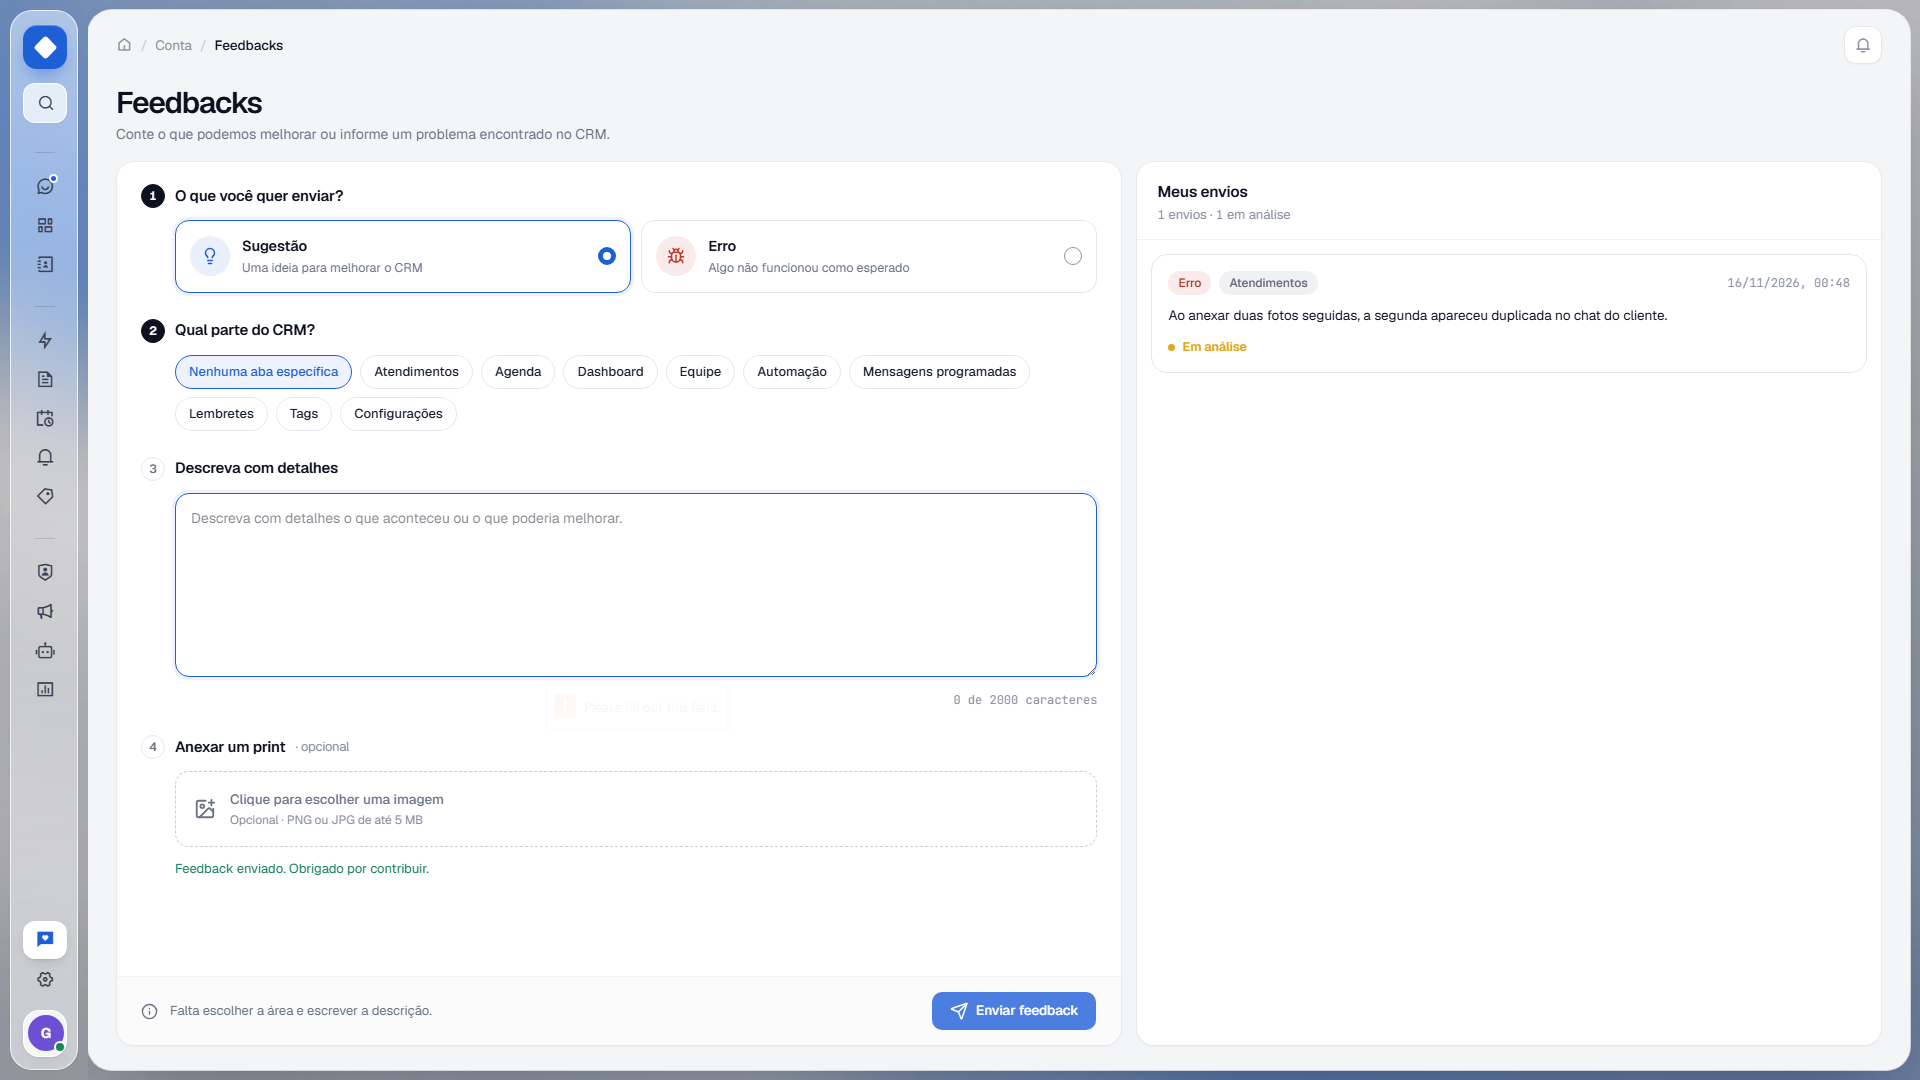 / Conta / Feedbacks
Feedbacks
Conte o que podemos melhorar ou informe um problema encontrado no CRM.
1 O que você quer enviar?
Sugestão
Uma ideia para melhorar o CRM
Erro
Algo não funcionou como esperado
2 Qual parte do CRM?
Nenhuma aba específica Atendimentos Agenda Dashboard Equipe Automação Mensagens programadas
Lembretes Tags Configurações
3 Descreva com detalhes
Descreva com detalhes o que aconteceu ou o que poderia melhorar.
Please fill out this field.
0 de 2000 caracteres
4 Anexar um print · opcional
Clique para escolher uma imagem
Opcional · PNG ou JPG de até 5 MB
Feedback enviado. Obrigado por contribuir.
Falta escolher a área e escrever a descrição.
Enviar feedback
Meus envios
1 envios · 1 em análise
Erro Atendimentos 16/11/2026, 00:48
Ao anexar duas fotos seguidas, a segunda apareceu duplicada no chat do cliente.
Em análise
G